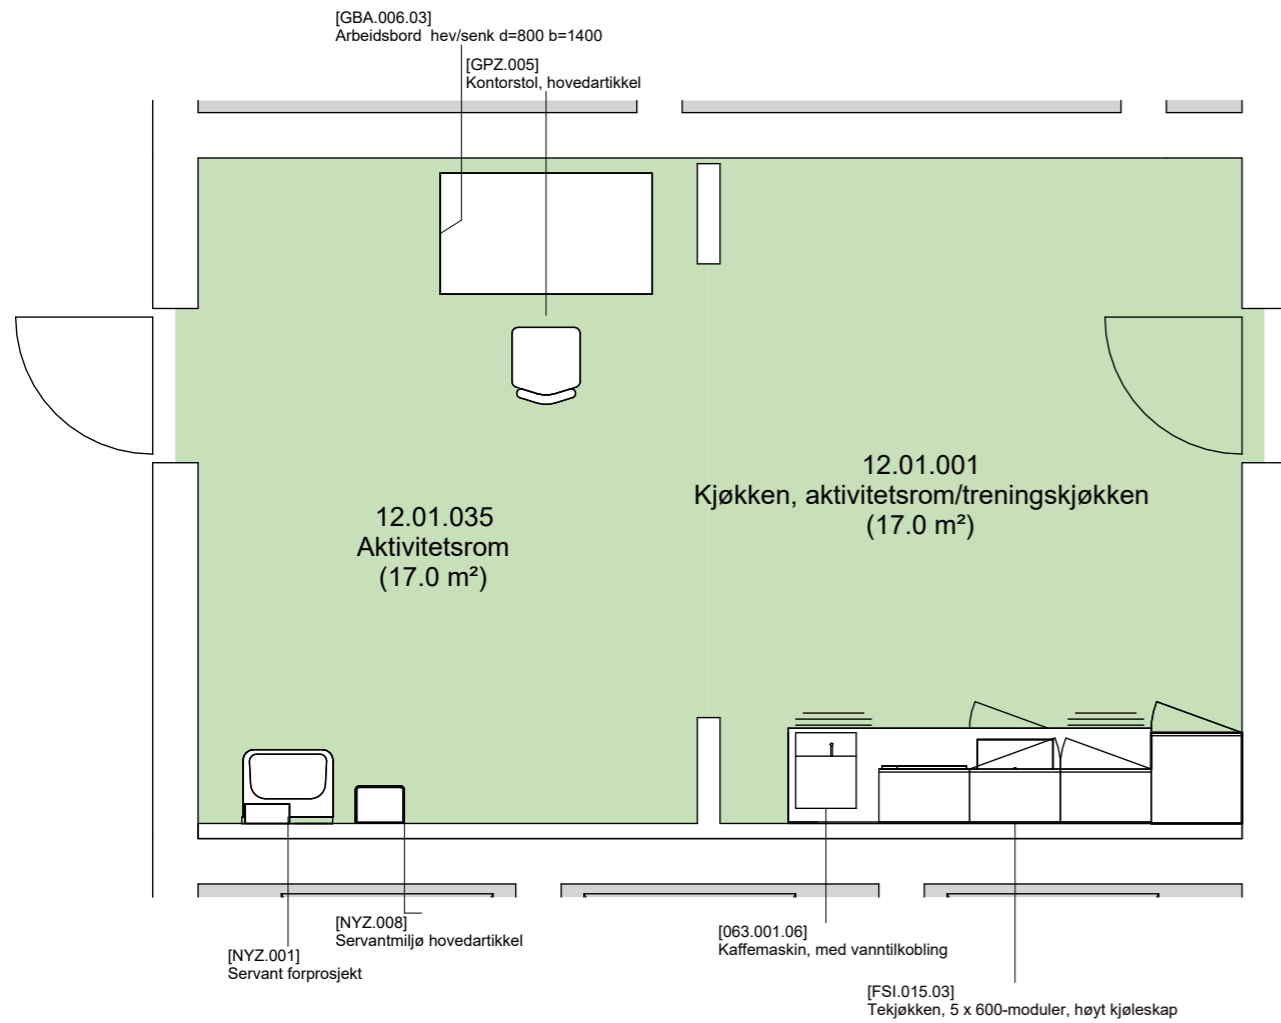 [GBA.006.03]
Arbeidsbord hev/senk d=800 b=1400
[GPZ.005]
Kontorstol, hovedartikkel
12.01.001
Kjøkken, aktivitetsrom/treningskjøkken
(17.0 m²)
12.01.035
Aktivitetsrom
(17.0 m²)
[NYZ.008]
Servantmiljø hovedartikkel
[NYZ.001]
Servant forprosjekt
[063.001.06]
Kaffemaskin, med vanntilkobling
[FSI.015.03]
Tekjøkken, 5 x 600-moduler, høyt kjøleskap